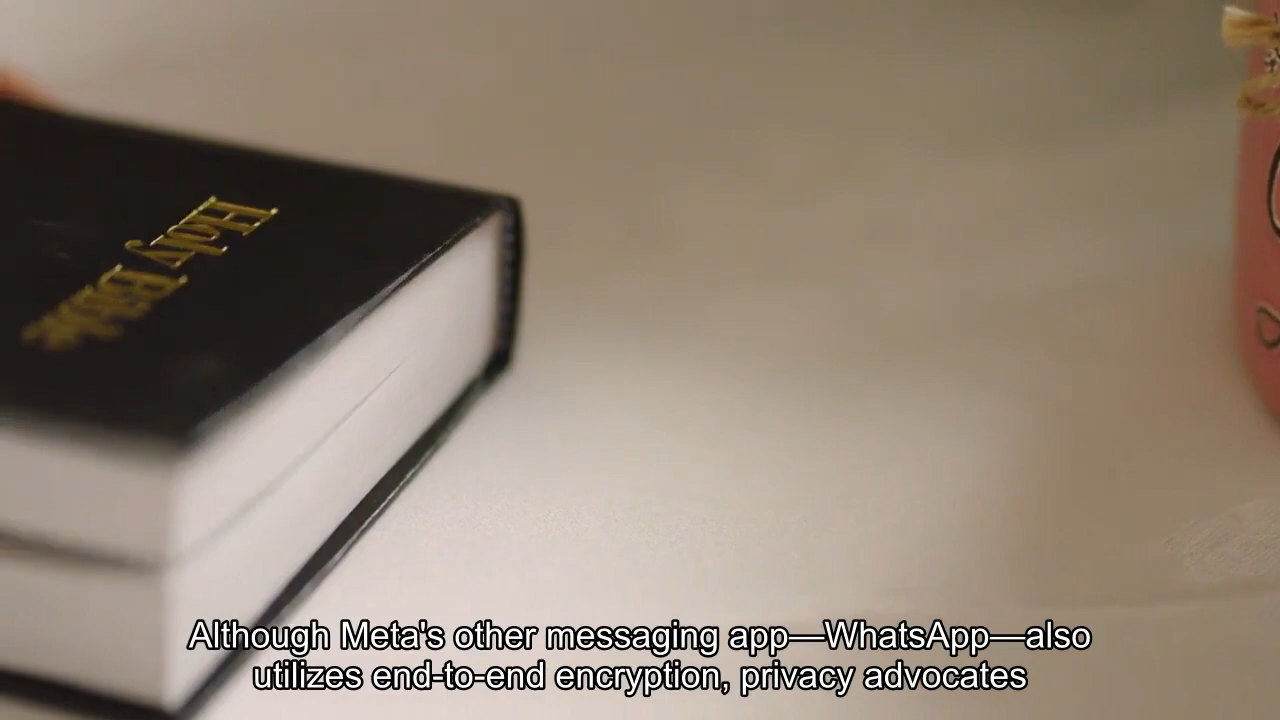 Holy Bible
Although Meta's other messaging app—WhatsApp—also
utilizes end-to-end encryption, privacy advocates